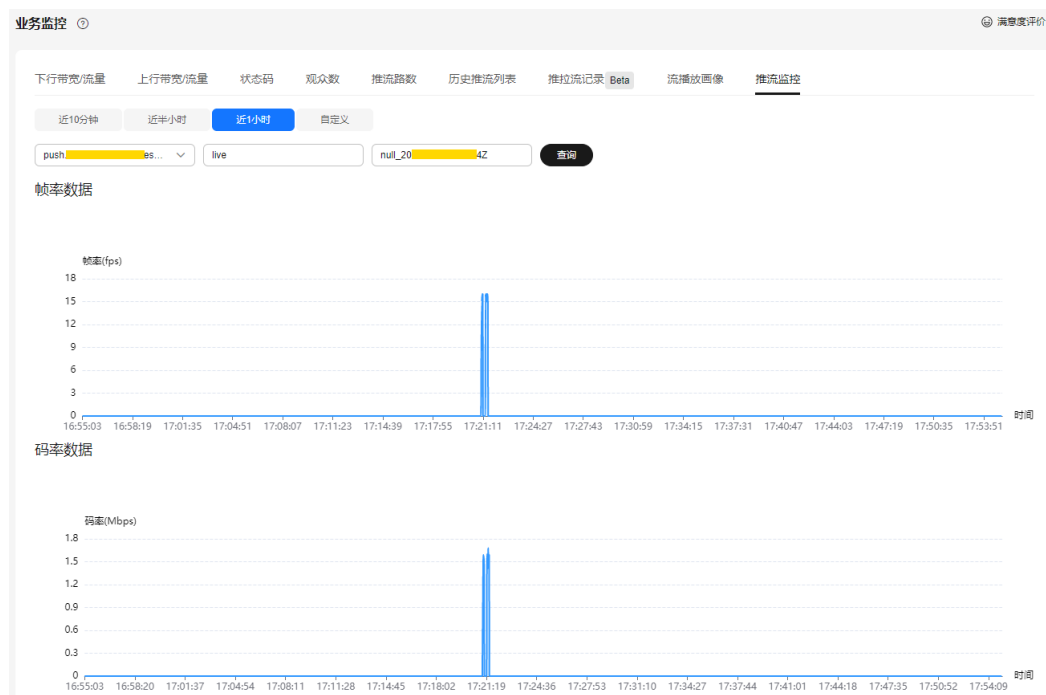 业务监控 ? 满意度评价
下行带宽/流量 上行带宽/流量 状态码 观众数 推流路数 历史推流列表 推拉流记录 Beta 流播放画像 推流监控
近10分钟 近半小时 近1小时 自定义
push. es... live null_20 4Z 查询
帧率数据
帧率(fps)
18
15
12
9
6
3
0
16:55:03 16:58:19 17:01:35 17:04:51 17:08:07 17:11:23 17:14:39 17:17:55 17:21:11 17:24:27 17:27:43 17:30:59 17:34:15 17:37:31 17:40:47 17:44:03 17:47:19 17:50:35 17:53:51 时间
码率数据
码率(Mbps)
1.8
1.5
1.2
0.9
0.6
0.3
0
16:55:03 16:58:20 17:01:37 17:04:54 17:08:11 17:11:28 17:14:45 17:18:02 17:21:19 17:24:36 17:27:53 17:31:10 17:34:27 17:37:44 17:41:01 17:44:18 17:47:35 17:50:52 17:54:09 时间